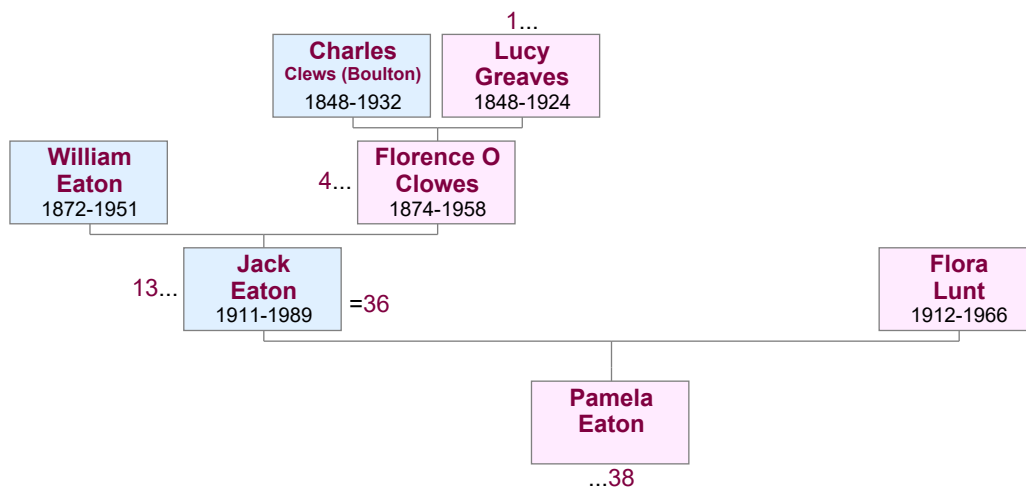 1...
Charles
Clews (Boulton)
1848-1932
Lucy
Greaves
1848-1924
William
Eaton
1872-1951
4...
Florence O
Clowes
1874-1958
13...
Jack
Eaton
1911-1989
=36
Flora
Lunt
1912-1966
Pamela
Eaton
...38